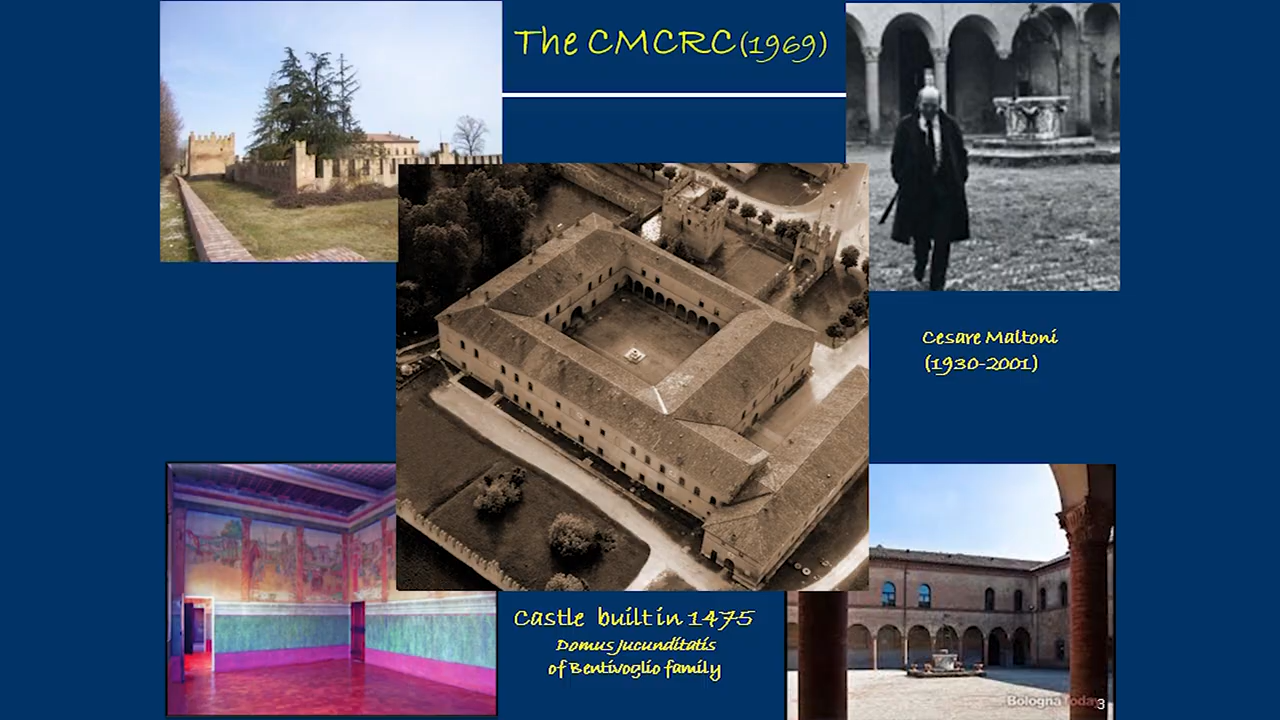 The CMCRC (1969)
Cesare Maltoni
(1930-2001)
Castle built in 1475
Domus Jucunditatis
of Bentivoglio family
BolognaToday
3